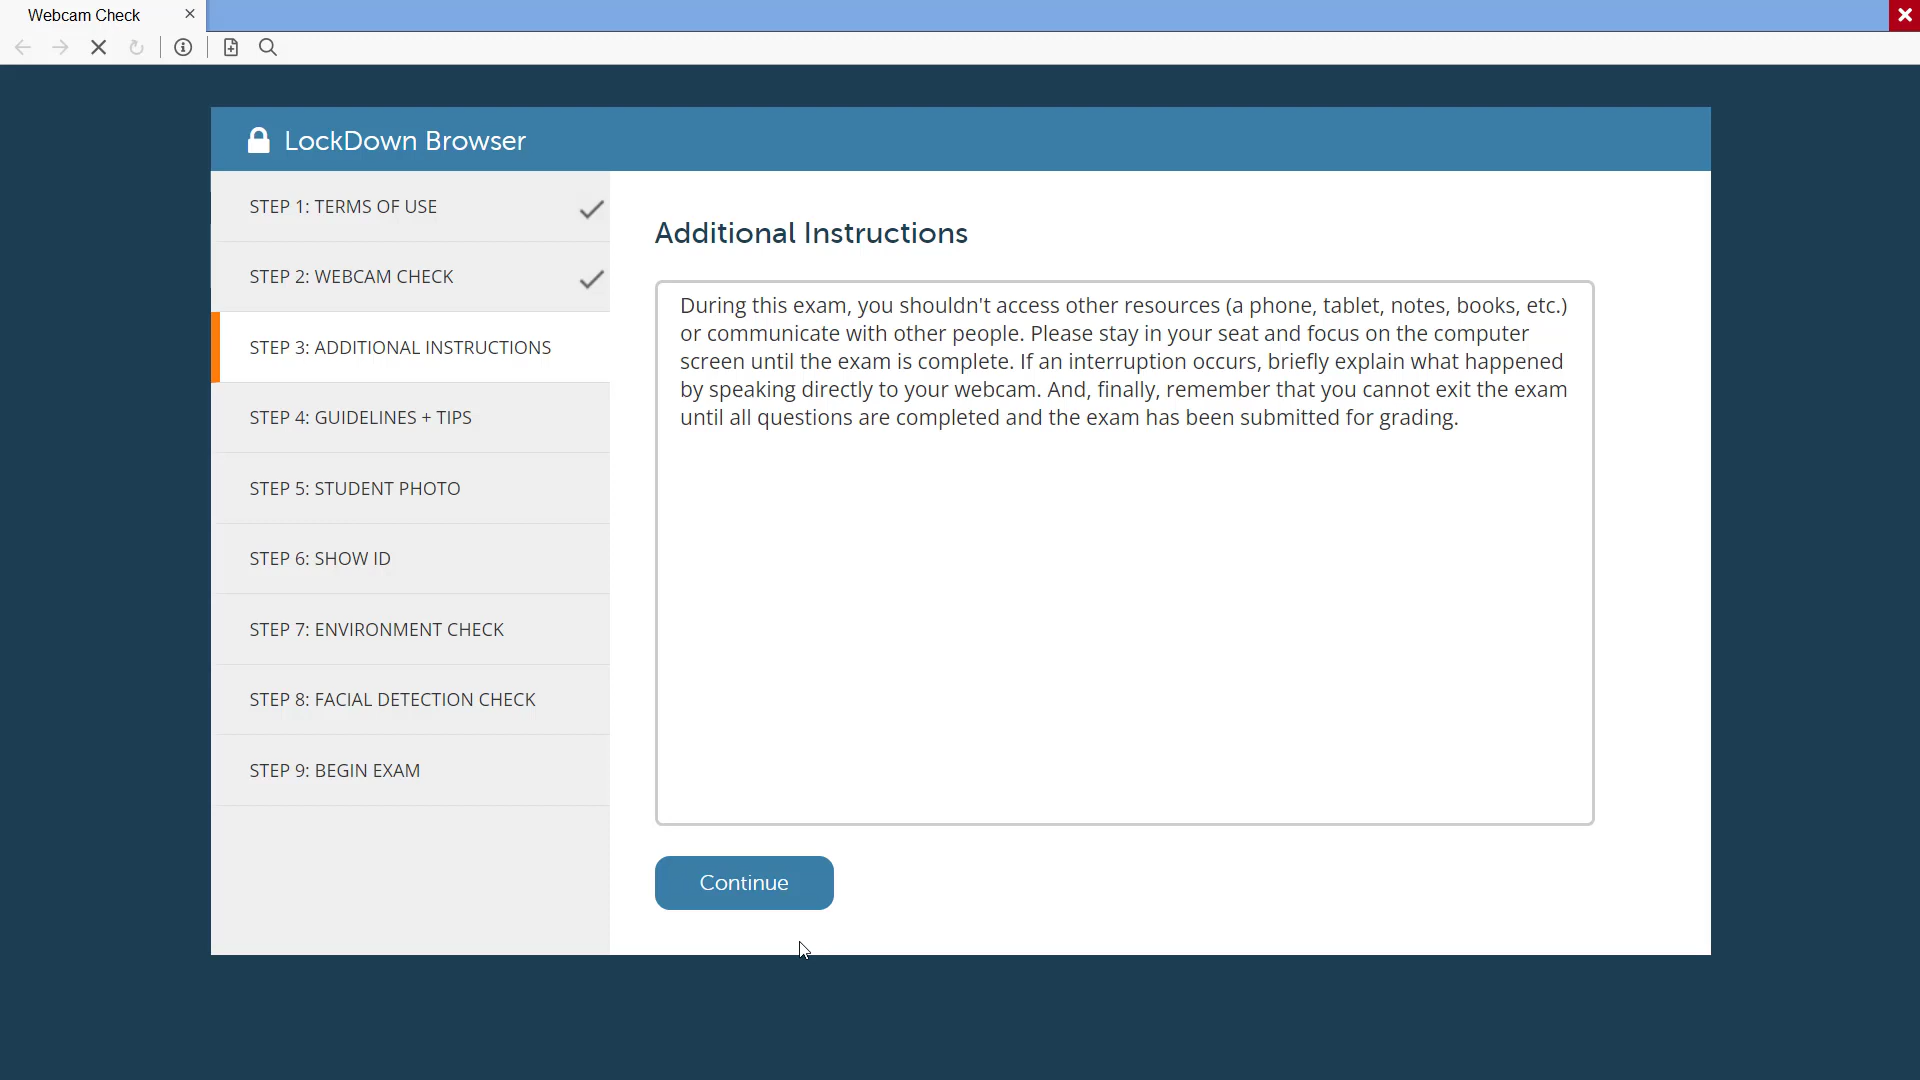 Webcam Check
LockDown Browser
STEP 1: TERMS OF USE
STEP 2: WEBCAM CHECK
STEP 3: ADDITIONAL INSTRUCTIONS
STEP 4: GUIDELINES + TIPS
STEP 5: STUDENT PHOTO
STEP 6: SHOW ID
STEP 7: ENVIRONMENT CHECK
STEP 8: FACIAL DETECTION CHECK
STEP 9: BEGIN EXAM
Additional Instructions
During this exam, you shouldn't access other resources (a phone, tablet, notes, books, etc.)
or communicate with other people. Please stay in your seat and focus on the computer
screen until the exam is complete. If an interruption occurs, briefly explain what happened
by speaking directly to your webcam. And, finally, remember that you cannot exit the exam
until all questions are completed and the exam has been submitted for grading.
Continue